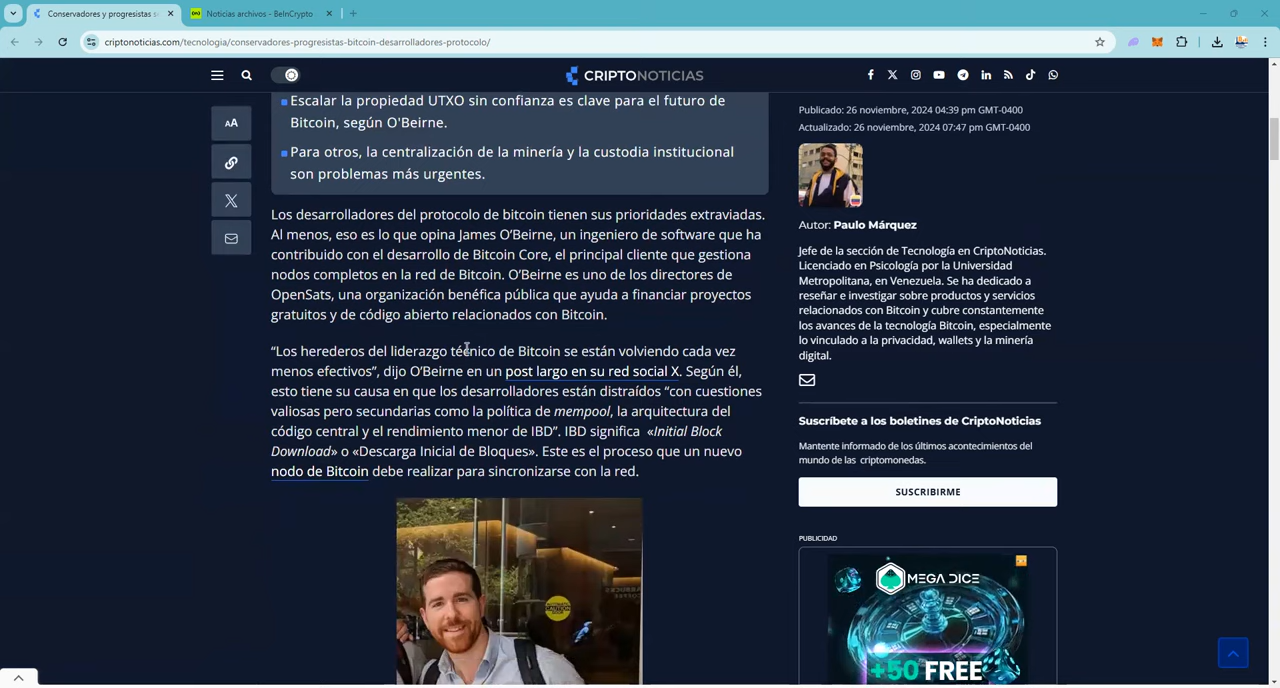 Conservadores y progresistas s
Noticias archivos - BeInCrypto
criptonoticias.com/tecnologia/conservadores-progresistas-bitcoin-desarrolladores-protocolo/
CRIPTONOTICIAS
AA
Escalar la propiedad UTXO sin confianza es clave para el futuro de
Bitcoin, según O'Beirne.
Para otros, la centralización de la minería y la custodia institucional
son problemas más urgentes.
Los desarrolladores del protocolo de bitcoin tienen sus prioridades extraviadas.
Al menos, eso es lo que opina James O’Beirne, un ingeniero de software que ha
contribuido con el desarrollo de Bitcoin Core, el principal cliente que gestiona
nodos completos en la red de Bitcoin. O’Beirne es uno de los directores de
OpenSats, una organización benéfica pública que ayuda a financiar proyectos
gratuitos y de código abierto relacionados con Bitcoin.
“Los herederos del liderazgo técnico de Bitcoin se están volviendo cada vez
menos efectivos”, dijo O’Beirne en un post largo en su red social X. Según él,
esto tiene su causa en que los desarrolladores están distraídos “con cuestiones
valiosas pero secundarias como la política de mempool, la arquitectura del
código central y el rendimiento menor de IBD”. IBD significa «Initial Block
Download» o «Descarga Inicial de Bloques». Este es el proceso que un nuevo
nodo de Bitcoin debe realizar para sincronizarse con la red.
Publicado: 26 noviembre, 2024 04:39 pm GMT-0400
Actualizado: 26 noviembre, 2024 07:47 pm GMT-0400
Autor: Paulo Márquez
Jefe de la sección de Tecnología en CriptoNoticias.
Licenciado en Psicología por la Universidad
Metropolitana, en Venezuela. Se ha dedicado a
reseñar e investigar sobre productos y servicios
relacionados con Bitcoin y cubre constantemente
los avances de la tecnología Bitcoin, especialmente
lo vinculado a la privacidad, wallets y la minería
digital.
Suscríbete a los boletines de CriptoNoticias
Mantente informado de los últimos acontecimientos del
mundo de las criptomonedas.
SUSCRIBIRME
PUBLICIDAD
MEGA DICE
+50 FREE